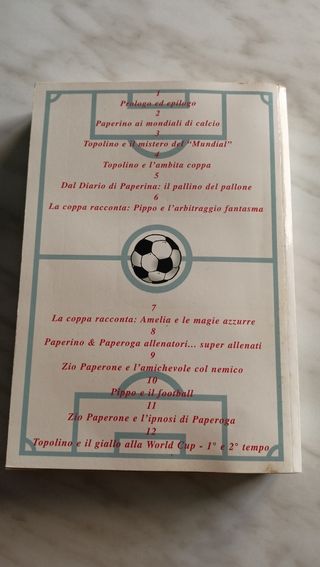 1
Prologo ed epilogo
2
Paperino ai mondiali di calcio
3
Topolino e il mistero del "Mundial"
4
Topolino e l'ambita coppa
5
Dal Diario di Paperina: il pallino del pallone
6
La coppa racconta: Pippo e l'arbitraggio fantasma
7
La coppa racconta: Amelia e le magie azzurre
8
Paperino & Paperoga allenatori... super allenati
9
Zio Paperone e l'amichevole col nemico
10
Pippo e il football
11
Zio Paperone e l'ipnosi di Paperoga
12
Topolino e il giallo alla World Cup - 1° e 2° tempo